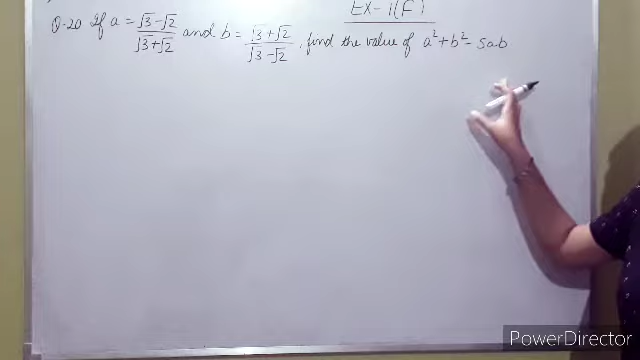 EX-1(F)
Q-20 If a = √3-√2/√3+√2 and b = √3+√2/√3-√2, find the value of a²+b²-5ab
PowerDirector